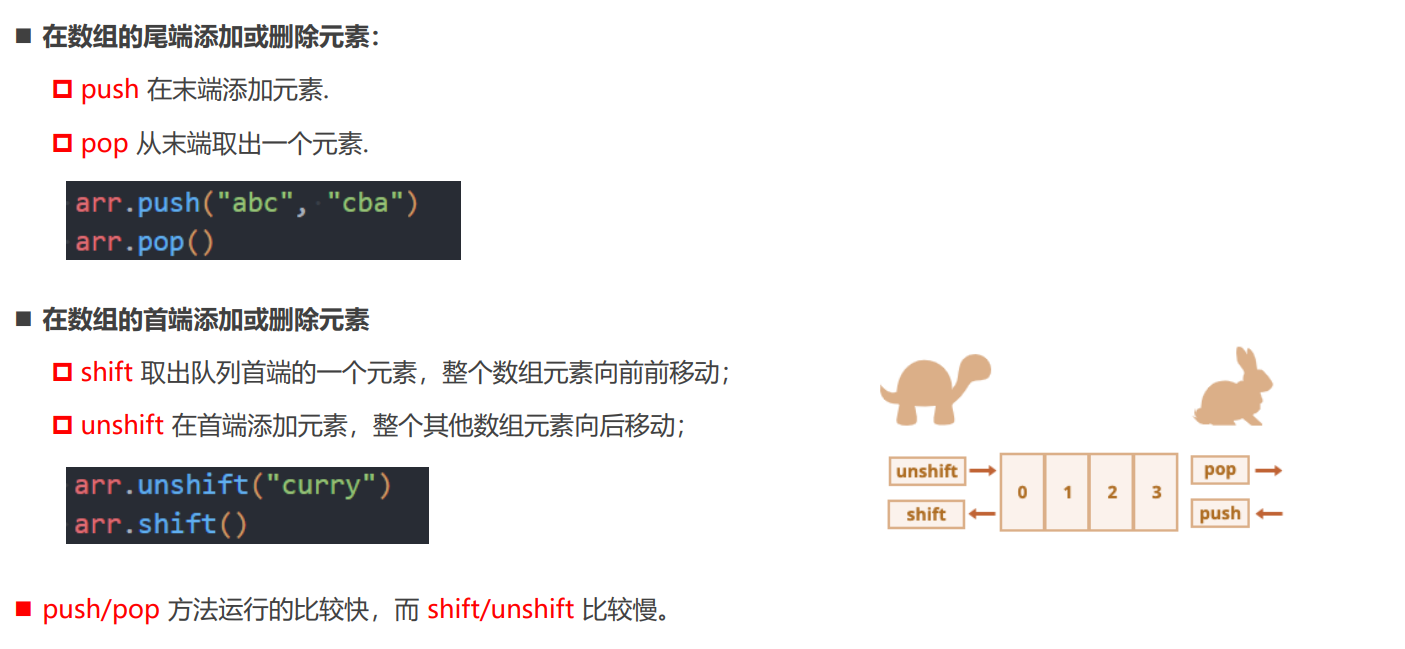 在数组的尾端添加或删除元素：
push 在末端添加元素.
pop 从末端取出一个元素.
arr.push("abc", "cba")
arr.pop()
在数组的首端添加或删除元素
shift 取出队列首端的一个元素，整个数组元素向前前移动；
unshift 在首端添加元素，整个其他数组元素向后移动；
arr.unshift("curry")
arr.shift()
unshift
shift
0 1 2 3
pop
push
push/pop 方法运行的比较快，而 shift/unshift 比较慢。